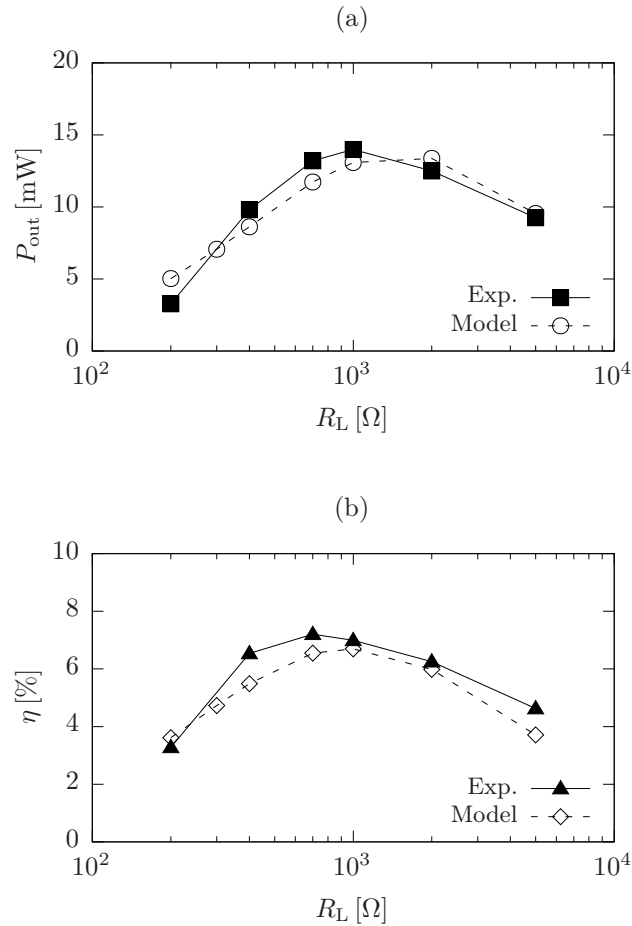 (a)
20
15
10
5
0
P_out [mW]
Exp.
Model
10^2
10^3
10^4
R_L [Ω]
(b)
10
8
6
4
2
0
η [%]
Exp.
Model
10^2
10^3
10^4
R_L [Ω]